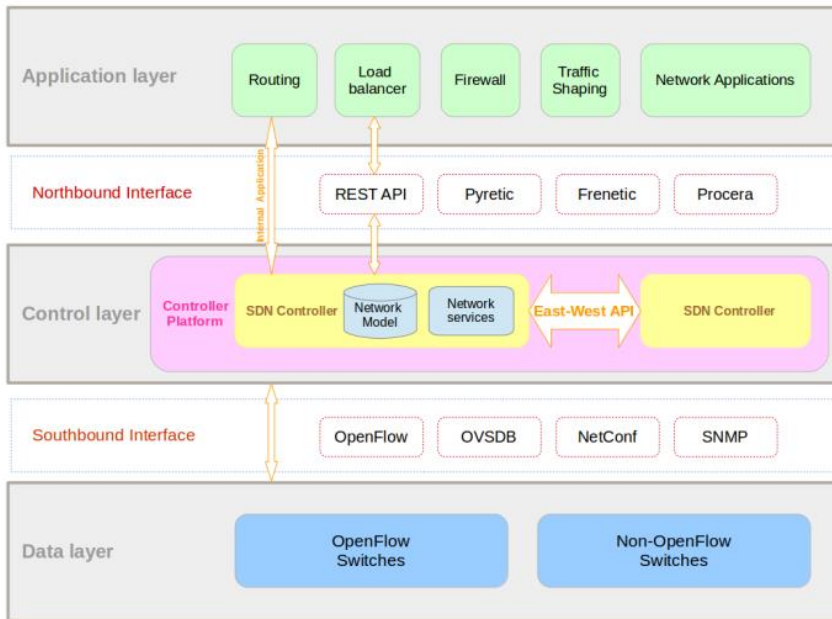 Application layer
Routing
Load
balancer
Firewall
Traffic
Shaping
Network Applications
Internal Application
Northbound Interface
REST API
Pyretic
Frenetic
Procera
Control layer
Controller
Platform
SDN Controller
Network
Model
Network
services
East-West API
SDN Controller
Southbound Interface
OpenFlow
OVSDB
NetConf
SNMP
Data layer
OpenFlow
Switches
Non-OpenFlow
Switches